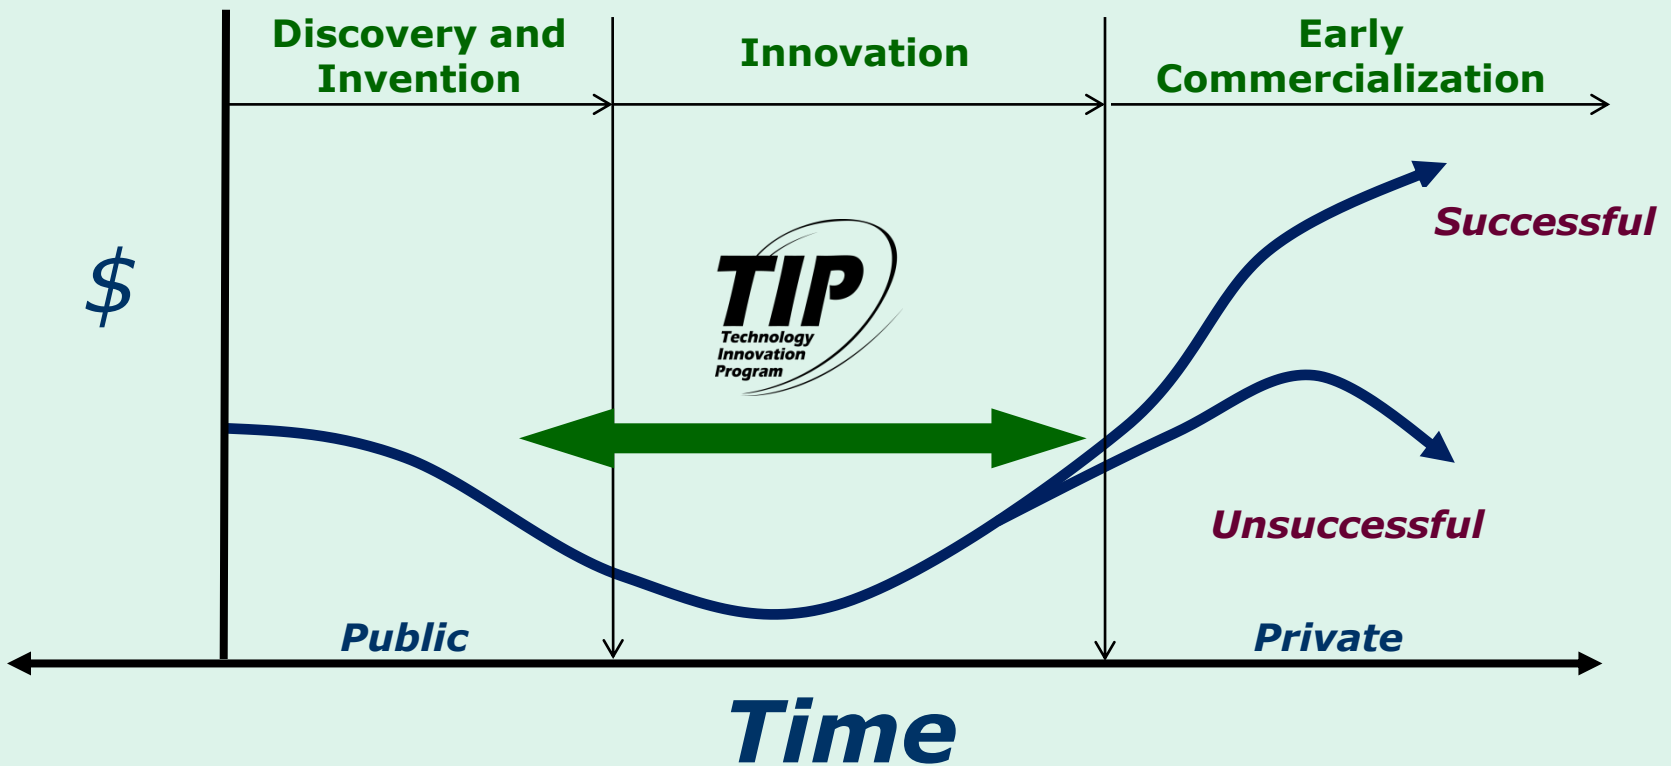 Discovery and
Invention
Innovation
Early
Commercialization
$
TIP
Technology
Innovation
Program
Successful
Unsuccessful
Public
Private
Time